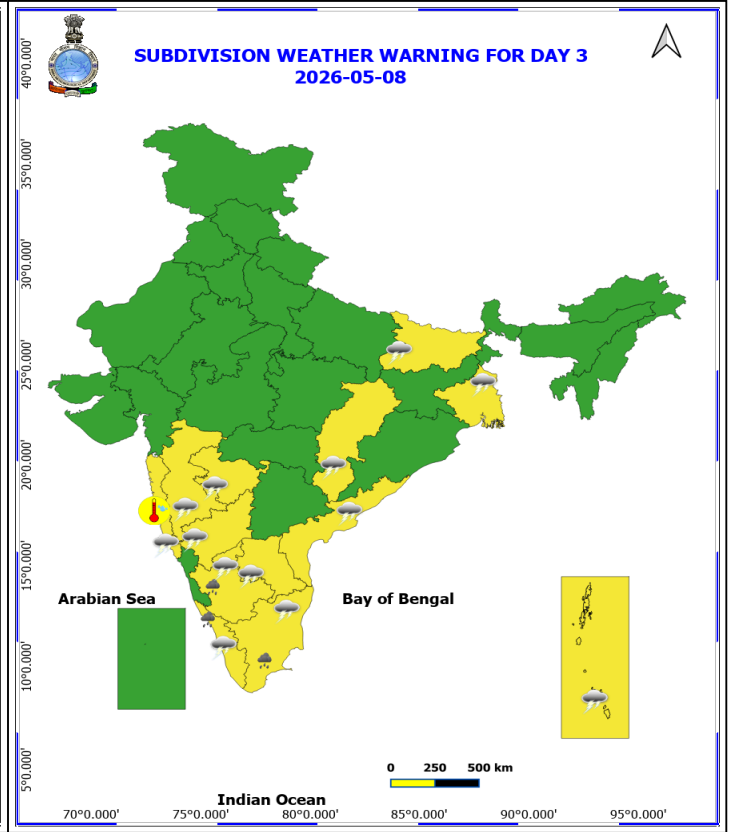 SUBDIVISION WEATHER WARNING FOR DAY 3
2026-05-08
40°0.000'
35°0.000'
30°0.000'
25°0.000'
20°0.000'
15°0.000'
10°0.000'
5°0.000'
Arabian Sea
Bay of Bengal
0 250 500 km
Indian Ocean
70°0.000' 75°0.000' 80°0.000' 85°0.000' 90°0.000' 95°0.000'